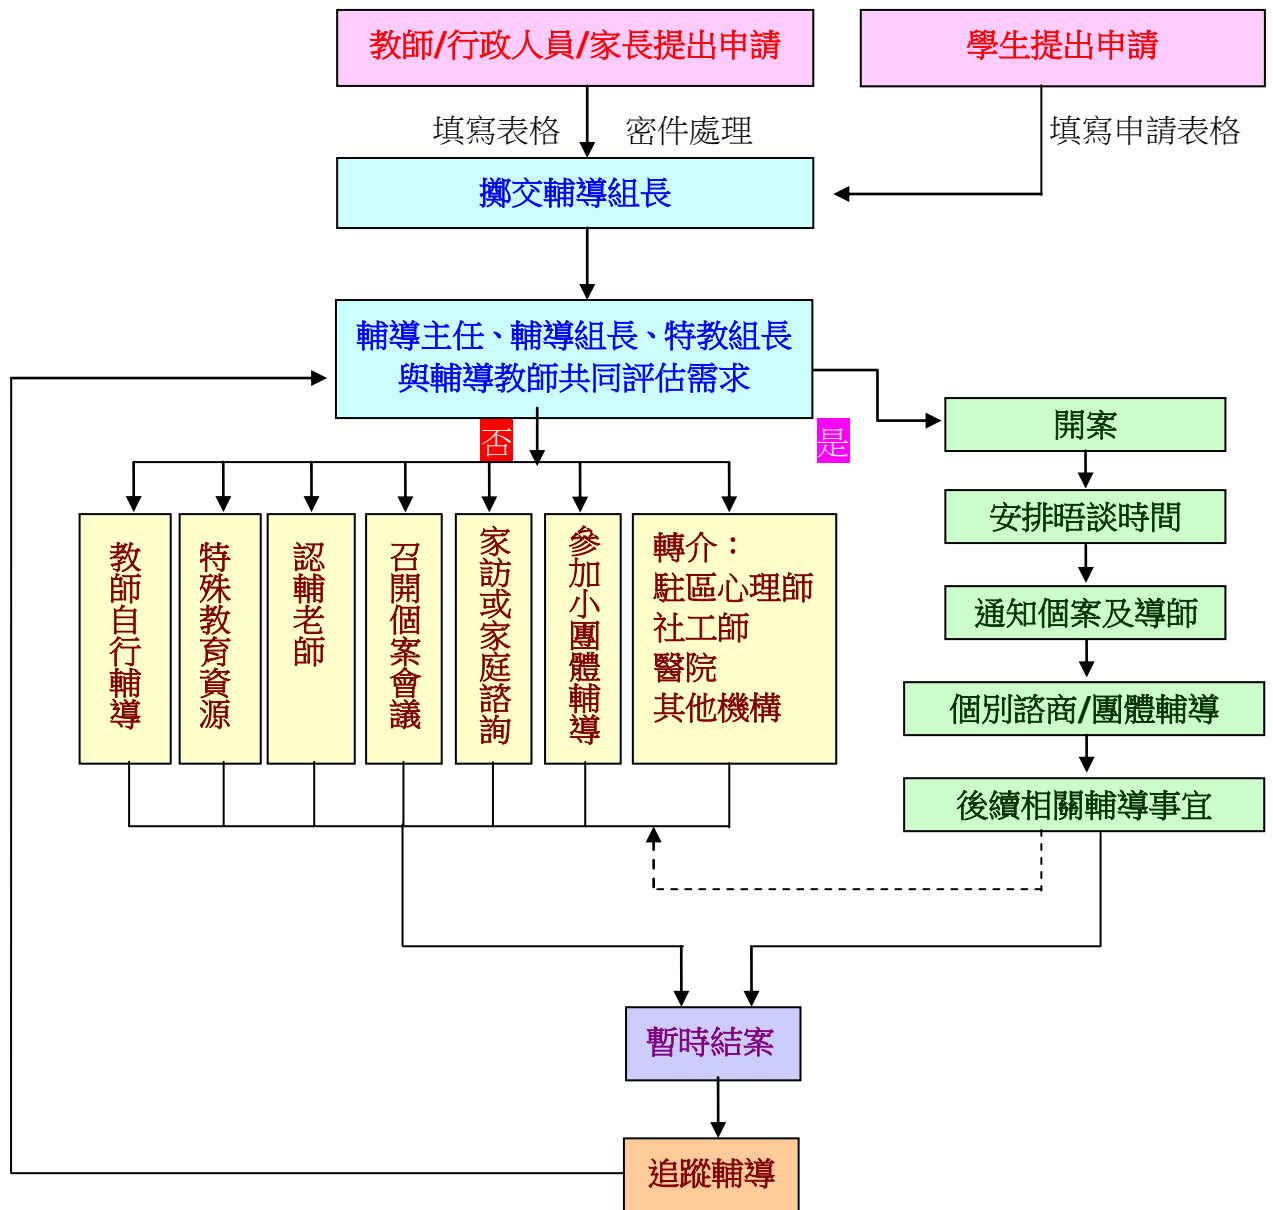 教師/行政人員/家長提出申請
學生提出申請
填寫表格
密件處理
填寫申請表格
擲交輔導組長
輔導主任、輔導組長、特教組長
與輔導教師共同評估需求
否
是
開案
安排晤談時間
通知個案及導師
個別諮商/團體輔導
後續相關輔導事宜
教師自行輔導
特殊教育資源
認輔老師
召開個案會議
家訪或家庭諮詢
參加小團體輔導
轉介：
駐區心理師
社工師
醫院
其他機構
暫時結案
追蹤輔導